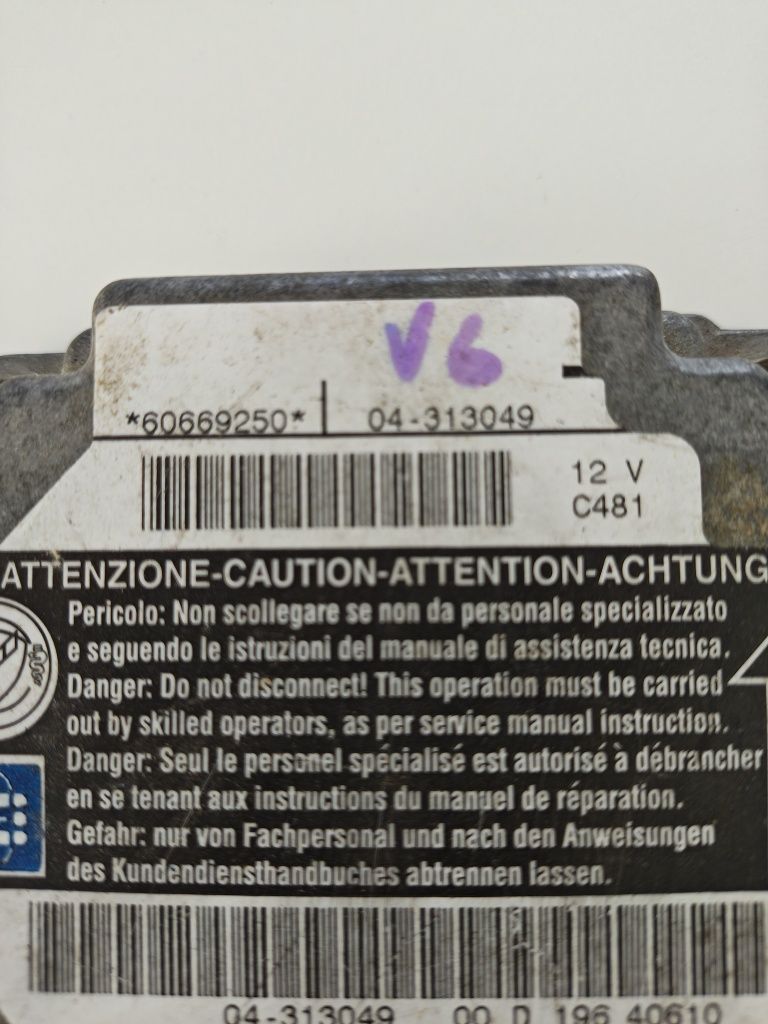 V6
*60669250* 04-313049
12 V
C481
ATTENZIONE-CAUTION-ATTENTION-ACHTUNG
Pericolo: Non scollegare se non da personale specializzato
e seguendo le istruzioni del manuale di assistenza tecnica.
Danger: Do not disconnect! This operation must be carried
out by skilled operators, as per service manual instruction.
Danger: Seul le personel spécialisé est autorisé à débrancher
en se tenant aux instructions du manuel de réparation.
Gefahr: nur von Fachpersonal und nach den Anweisungen
des Kundendiensthandbuches abtrennen lassen.
04-313049 00 D 196 40610